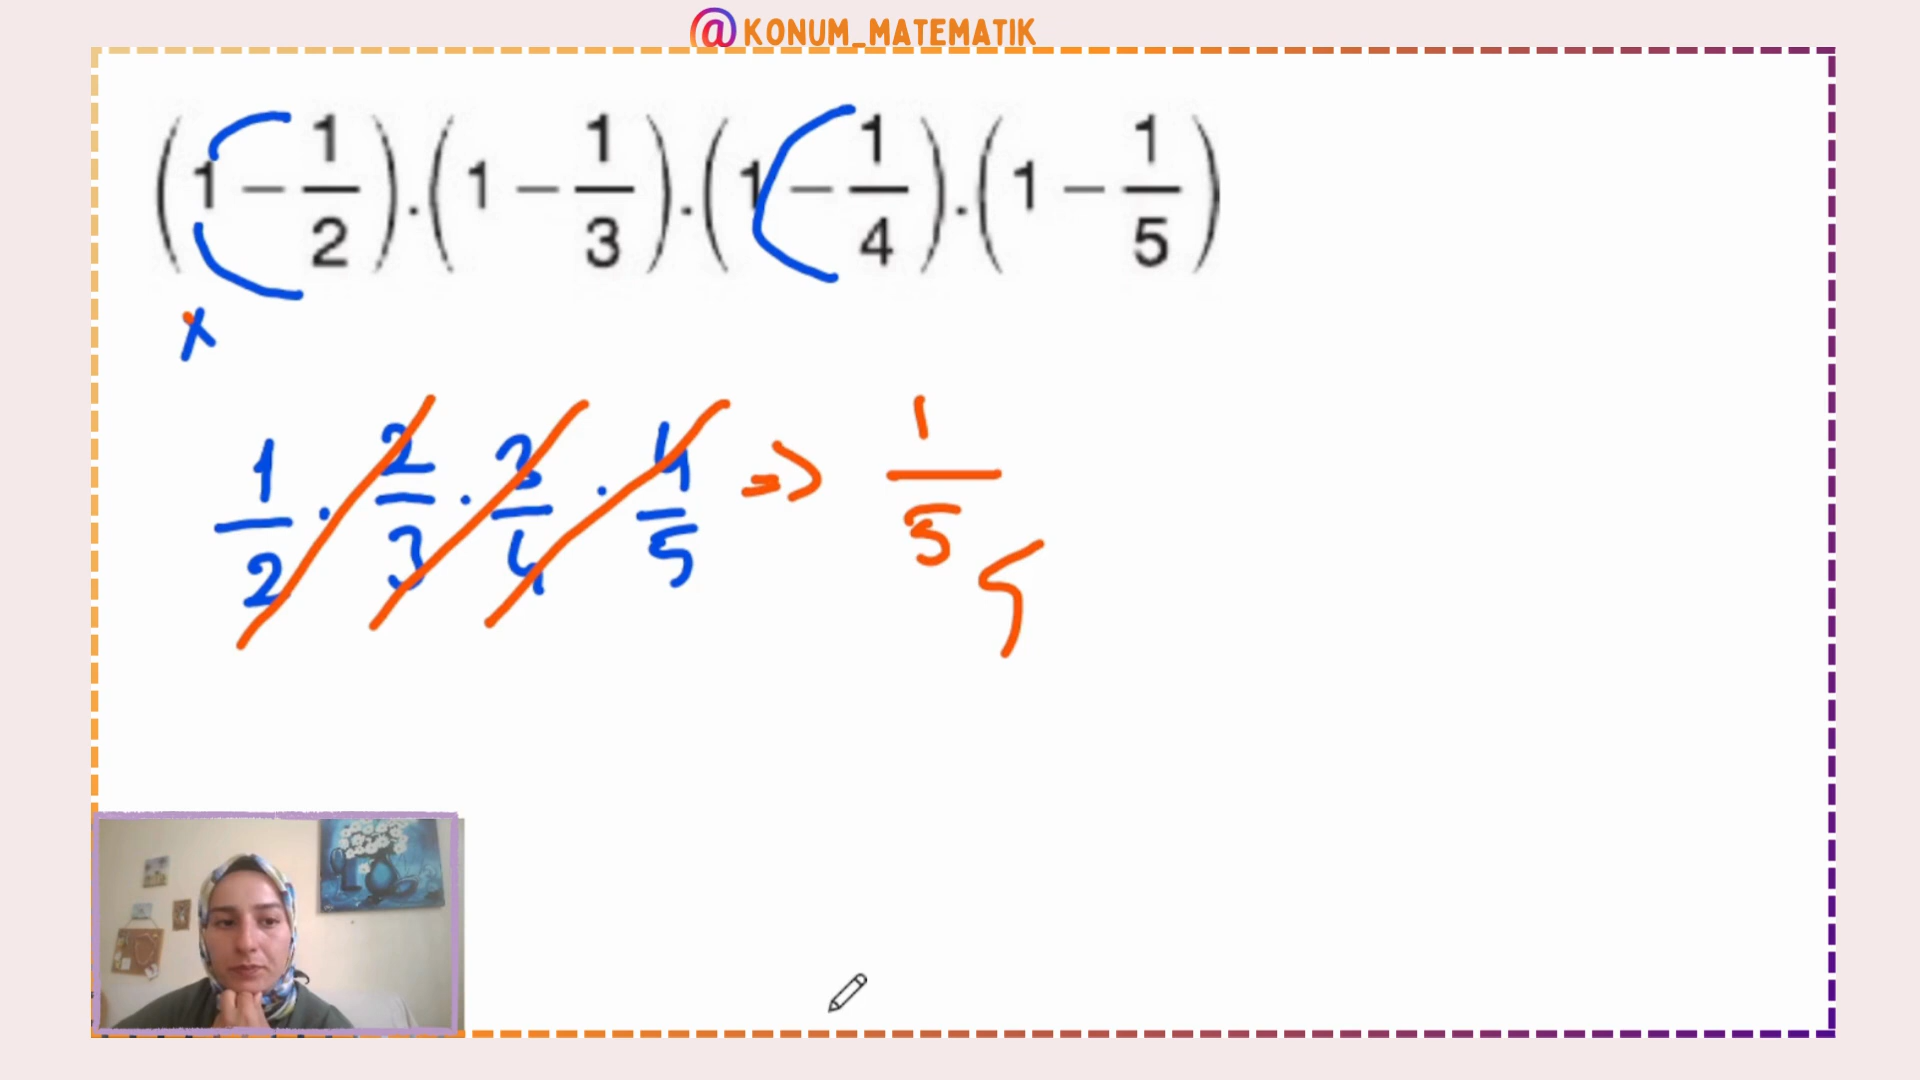 @KONUM_MATEMATIK
(1 − 1/2) . (1 − 1/3) . (1 − 1/4) . (1 − 1/5)
x
1/2 . 2/3 . 3/4 . 4/5 => 1/5